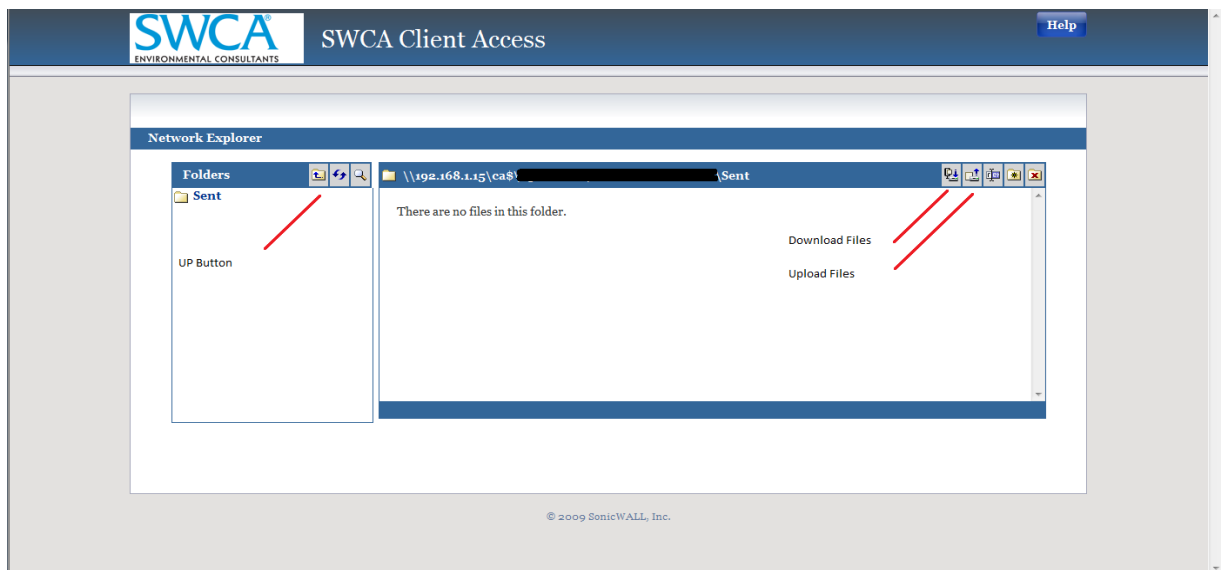 SWCA
ENVIRONMENTAL CONSULTANTS
SWCA Client Access
Help
Network Explorer
Folders
\\192.168.1.15\ca$\ \Sent
Sent
There are no files in this folder.
Download Files
UP Button
Upload Files
© 2009 SonicWALL, Inc.